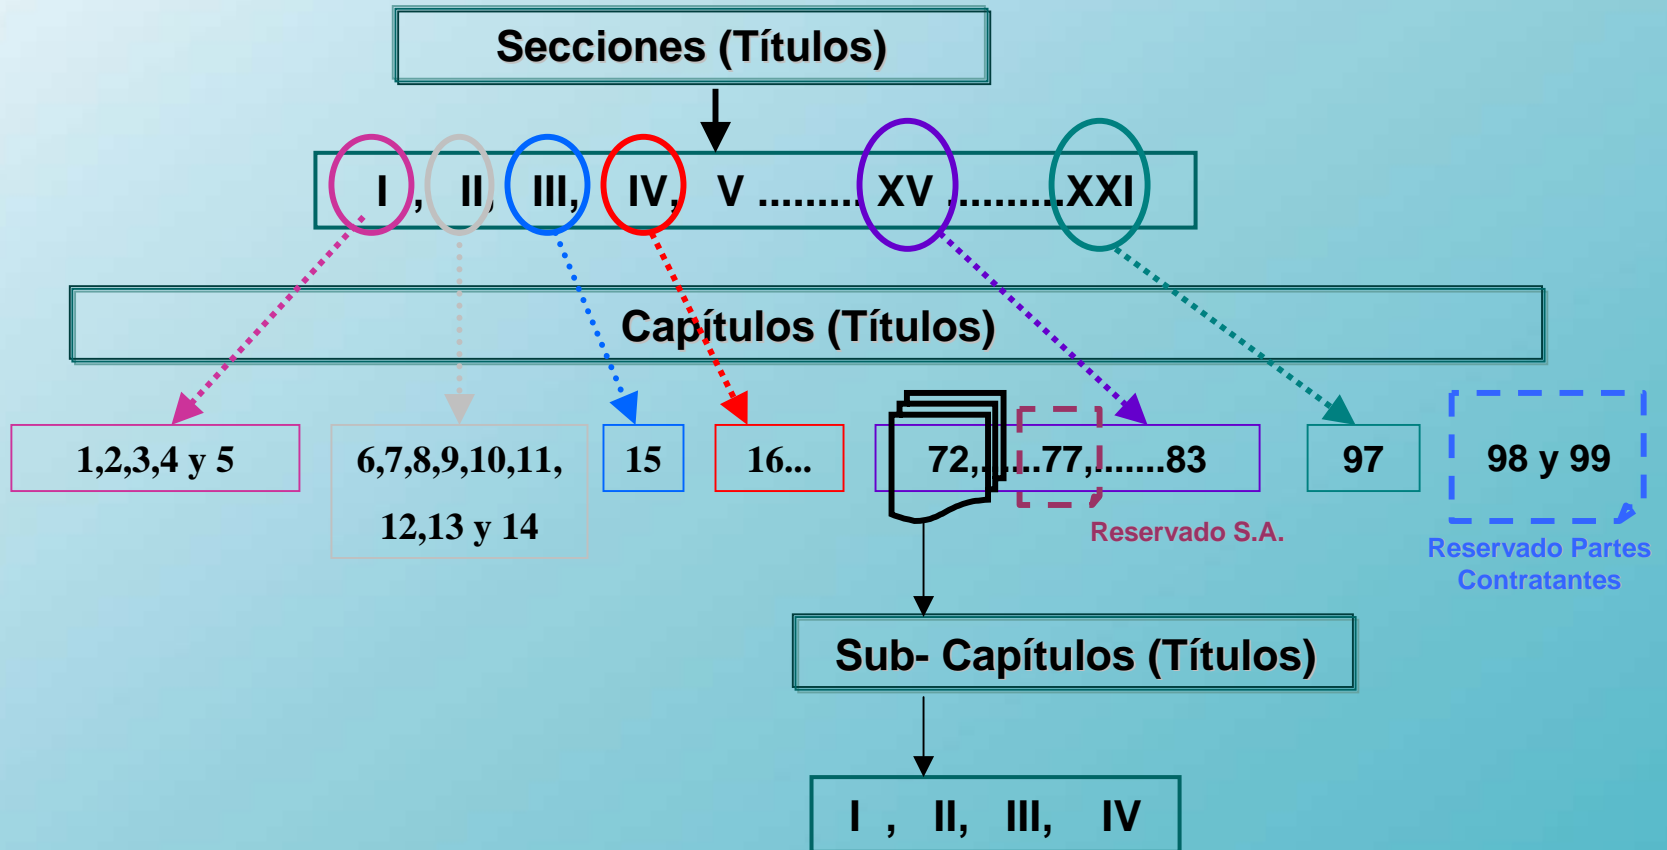 Secciones (Títulos)
I , II, III, IV, V ......... XV ..........XXI
Capítulos (Títulos)
1,2,3,4 y 5
6,7,8,9,10,11,
12,13 y 14
15
16...
72,......77,.......83
97
98 y 99
Reservado S.A.
Reservado Partes
Contratantes
Sub- Capítulos (Títulos)
I , II, III, IV